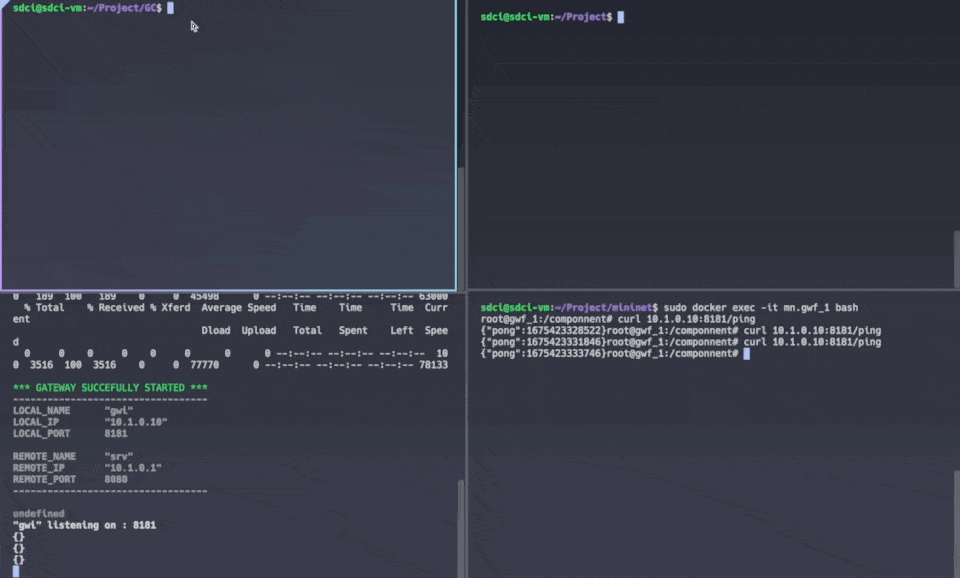 sdci@sdci-vm:~/Project/GC$
sdci@sdci-vm:~/Project$
0 189 100 189 0 0 45498 0 --:--:-- --:--:-- --:--:-- 63000
% Total % Received % Xferd Average Speed Time Time Time Curr
ent
Dload Upload Total Spent Left Spee
d
0 0 0 0 0 0 0 0 --:--:-- --:--:-- --:--:-- 10
0 3516 100 3516 0 0 77770 0 --:--:-- --:--:-- --:--:-- 78133
*** GATEWAY SUCCEFULLY STARTED ***
----------------------------------
LOCAL_NAME "gwi"
LOCAL_IP "10.1.0.10"
LOCAL_PORT 8181
REMOTE_NAME "srv"
REMOTE_IP "10.1.0.1"
REMOTE_PORT 8080
----------------------------------
undefined
"gwi" listening on : 8181
{}
{}
{}
sdci@sdci-vm:~/Project/mininet$ sudo docker exec -it mn.gwf_1 bash
root@gwf_1:/componnent# curl 10.1.0.10:8181/ping
{"pong":1675423328522}root@gwf_1:/componnent# curl 10.1.0.10:8181/ping
{"pong":1675423331846}root@gwf_1:/componnent# curl 10.1.0.10:8181/ping
{"pong":1675423333746}root@gwf_1:/componnent#